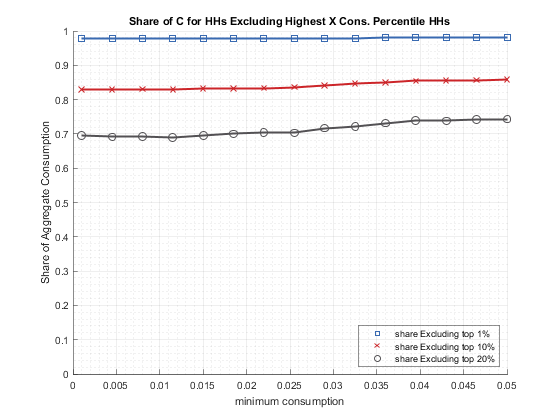 Share of C for HHs Excluding Highest X Cons. Percentile HHs
Share of Aggregate Consumption
1
0.9
0.8
0.7
0.6
0.5
0.4
0.3
0.2
0.1
0
share Excluding top 1%
share Excluding top 10%
share Excluding top 20%
0 0.005 0.01 0.015 0.02 0.025 0.03 0.035 0.04 0.045 0.05
minimum consumption